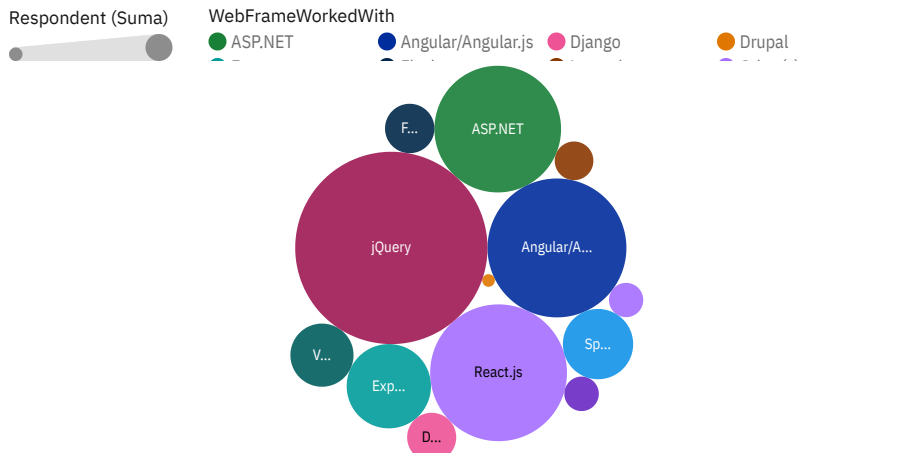 Respondent (Suma)
WebFrameWorkedWith
ASP.NET
Angular/Angular.js
Django
Drupal
F...
ASP.NET
jQuery
Angular/A...
V...
Exp...
React.js
Sp...
D...